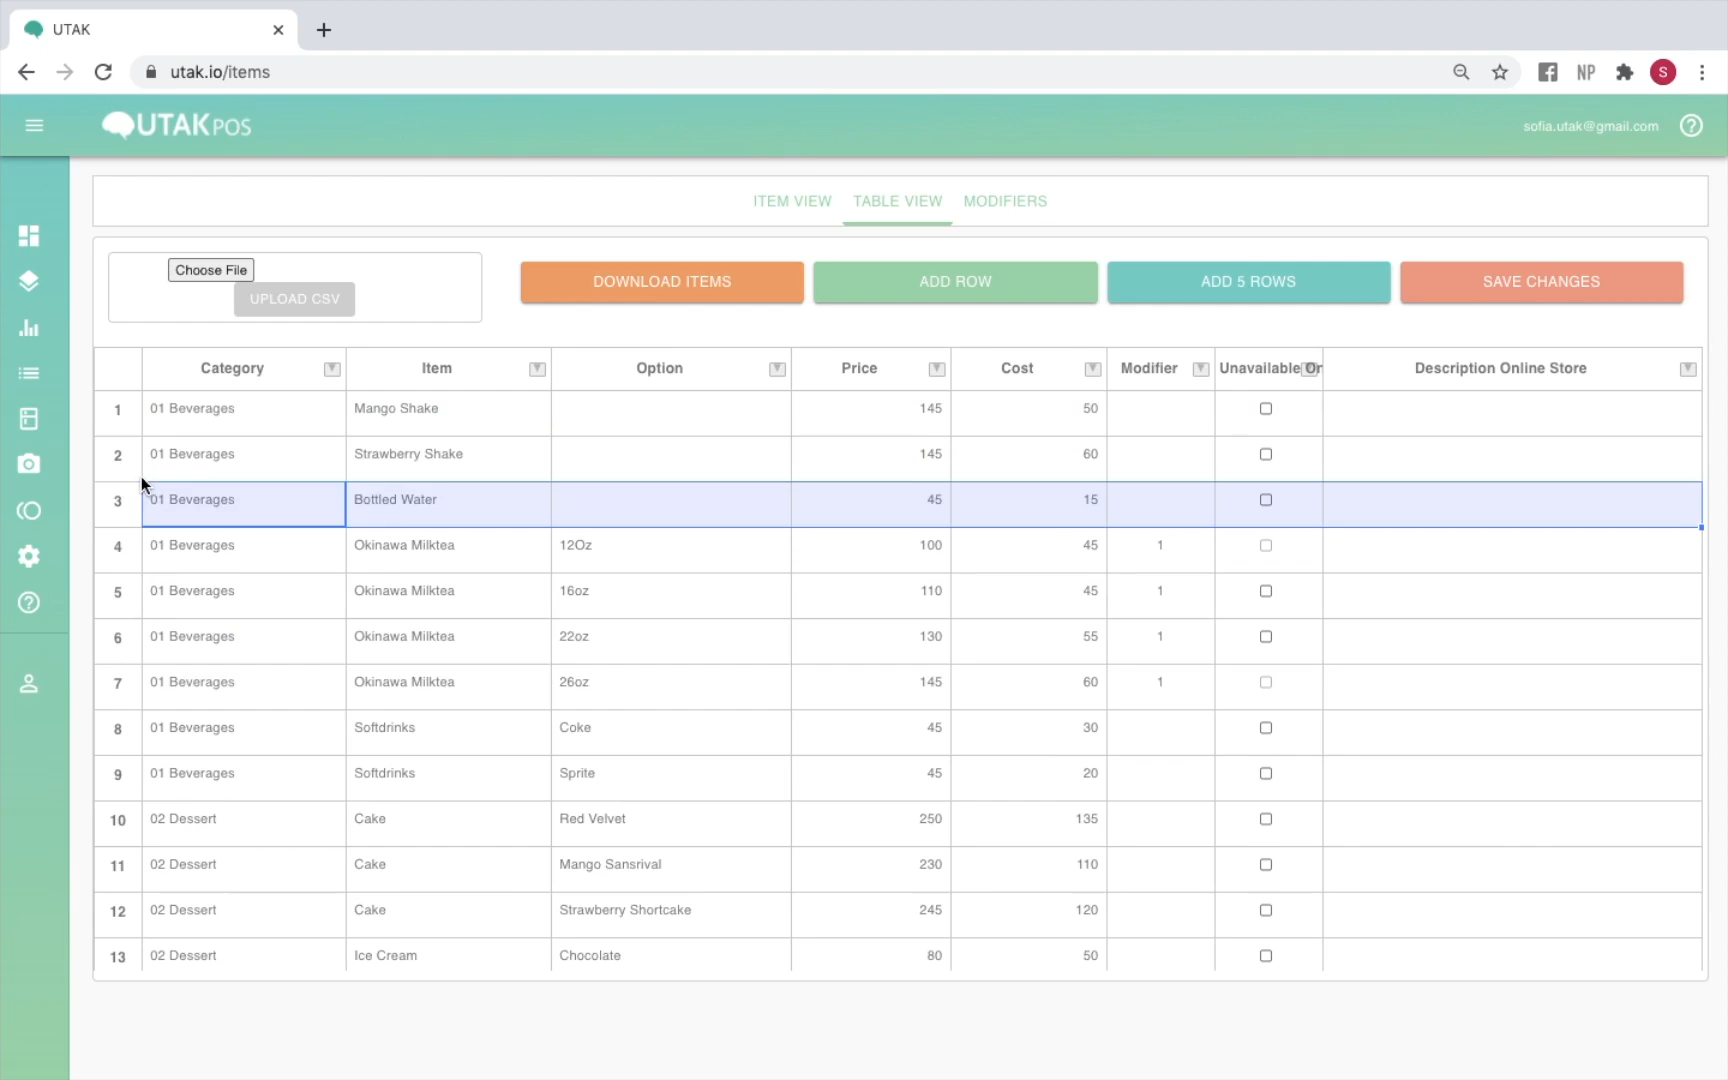 UTAK
utak.io/items
NP
S
UTAK POS
sofia.utak@gmail.com
ITEM VIEW TABLE VIEW MODIFIERS
Choose File
UPLOAD CSV
DOWNLOAD ITEMS ADD ROW ADD 5 ROWS SAVE CHANGES
Category Item Option Price Cost Modifier Unavailable Description Online Store
1 01 Beverages Mango Shake 145 50
2 01 Beverages Strawberry Shake 145 60
3 01 Beverages Bottled Water 45 15
4 01 Beverages Okinawa Milktea 12Oz 100 45 1
5 01 Beverages Okinawa Milktea 16oz 110 45 1
6 01 Beverages Okinawa Milktea 22oz 130 55 1
7 01 Beverages Okinawa Milktea 26oz 145 60 1
8 01 Beverages Softdrinks Coke 45 30
9 01 Beverages Softdrinks Sprite 45 20
10 02 Dessert Cake Red Velvet 250 135
11 02 Dessert Cake Mango Sansrival 230 110
12 02 Dessert Cake Strawberry Shortcake 245 120
13 02 Dessert Ice Cream Chocolate 80 50